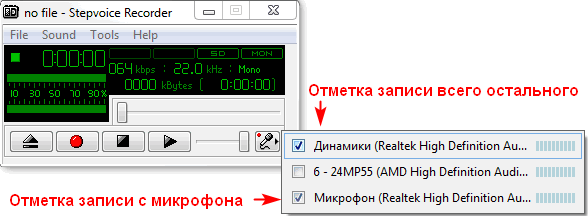 no file - Stepvoice Recorder
File Sound Tools Help
0:00:00
SD MON
064 kbps : 22.0 kHz : Mono
0000 kBytes ( 0:00:00)
10 30 50 70 90%
Отметка записи всего остального
Динамики (Realtek High Definition Au...
6 - 24MP55 (AMD High Definition Audi...
Микрофон (Realtek High Definition Au...
Отметка записи с микрофона